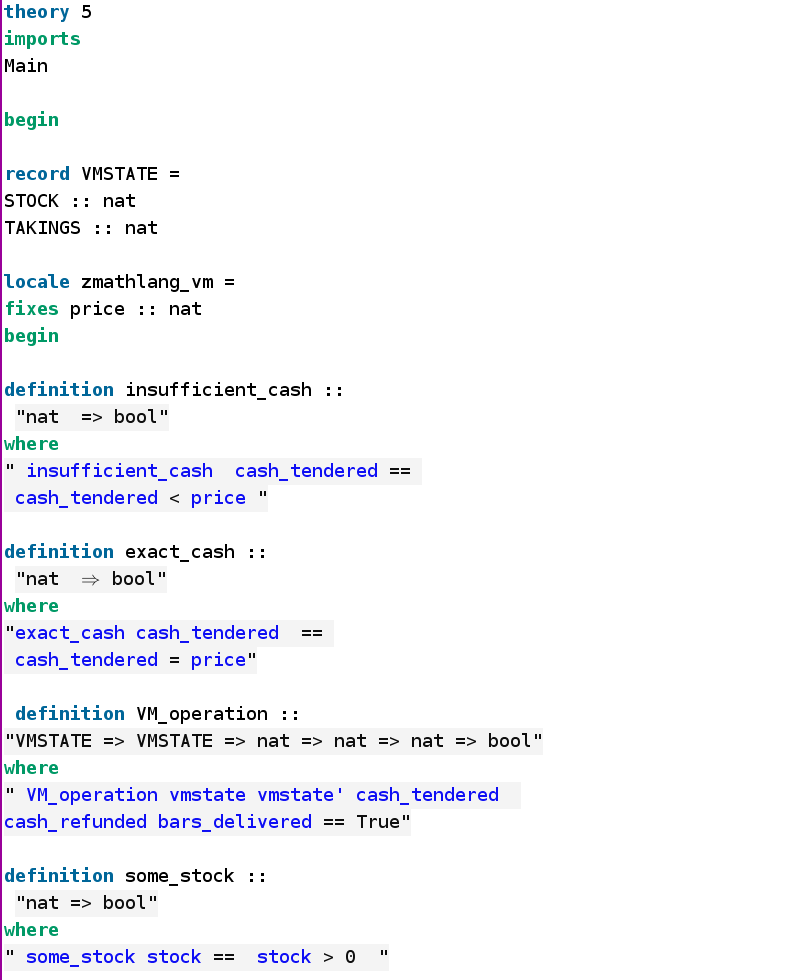 theory 5
imports
Main
begin
record VMSTATE =
STOCK :: nat
TAKINGS :: nat
locale zmathlang_vm =
fixes price :: nat
begin
definition insufficient_cash ::
"nat  => bool"
where
" insufficient_cash  cash_tendered ==
cash_tendered < price "
definition exact_cash ::
"nat  ⇒ bool"
where
"exact_cash cash_tendered  ==
cash_tendered = price"
definition VM_operation ::
"VMSTATE => VMSTATE => nat => nat => nat => bool"
where
" VM_operation vmstate vmstate' cash_tendered
cash_refunded bars_delivered == True"
definition some_stock ::
"nat => bool"
where
" some_stock stock ==  stock > 0  "